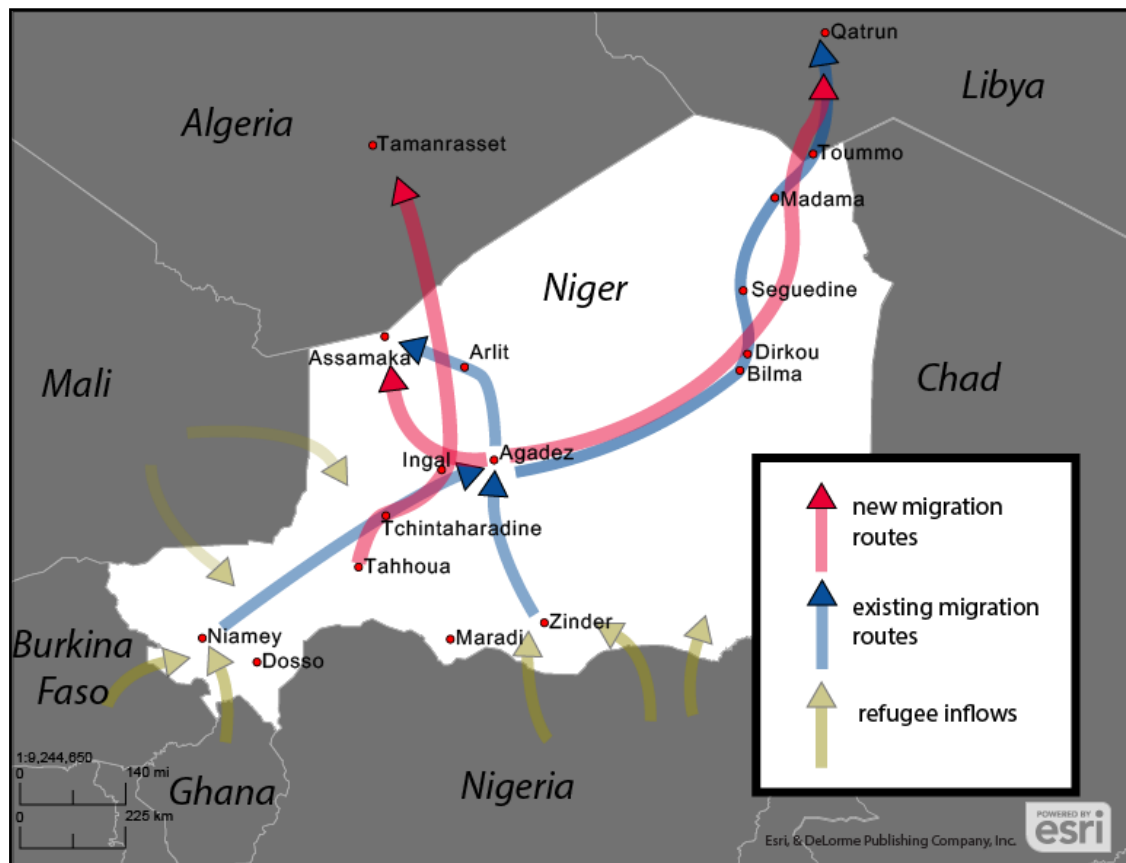 Qatrun
Libya
Algeria
Tamanrasset
Toummo
Madama
Niger
Seguedine
Assamaka
Arlit
Dirkou
Bilma
Chad
Mali
Ingal
Agadez
Tchintaharadine
Tahhoua
new migration
routes
existing migration
routes
refugee inflows
Niamey
Maradi
Zinder
Dosso
Burkina
Faso
Ghana
Nigeria
1:9,244,650
0
140 mi
0
225 km
Esri, & DeLorme Publishing Company, Inc.
POWERED BY
esri